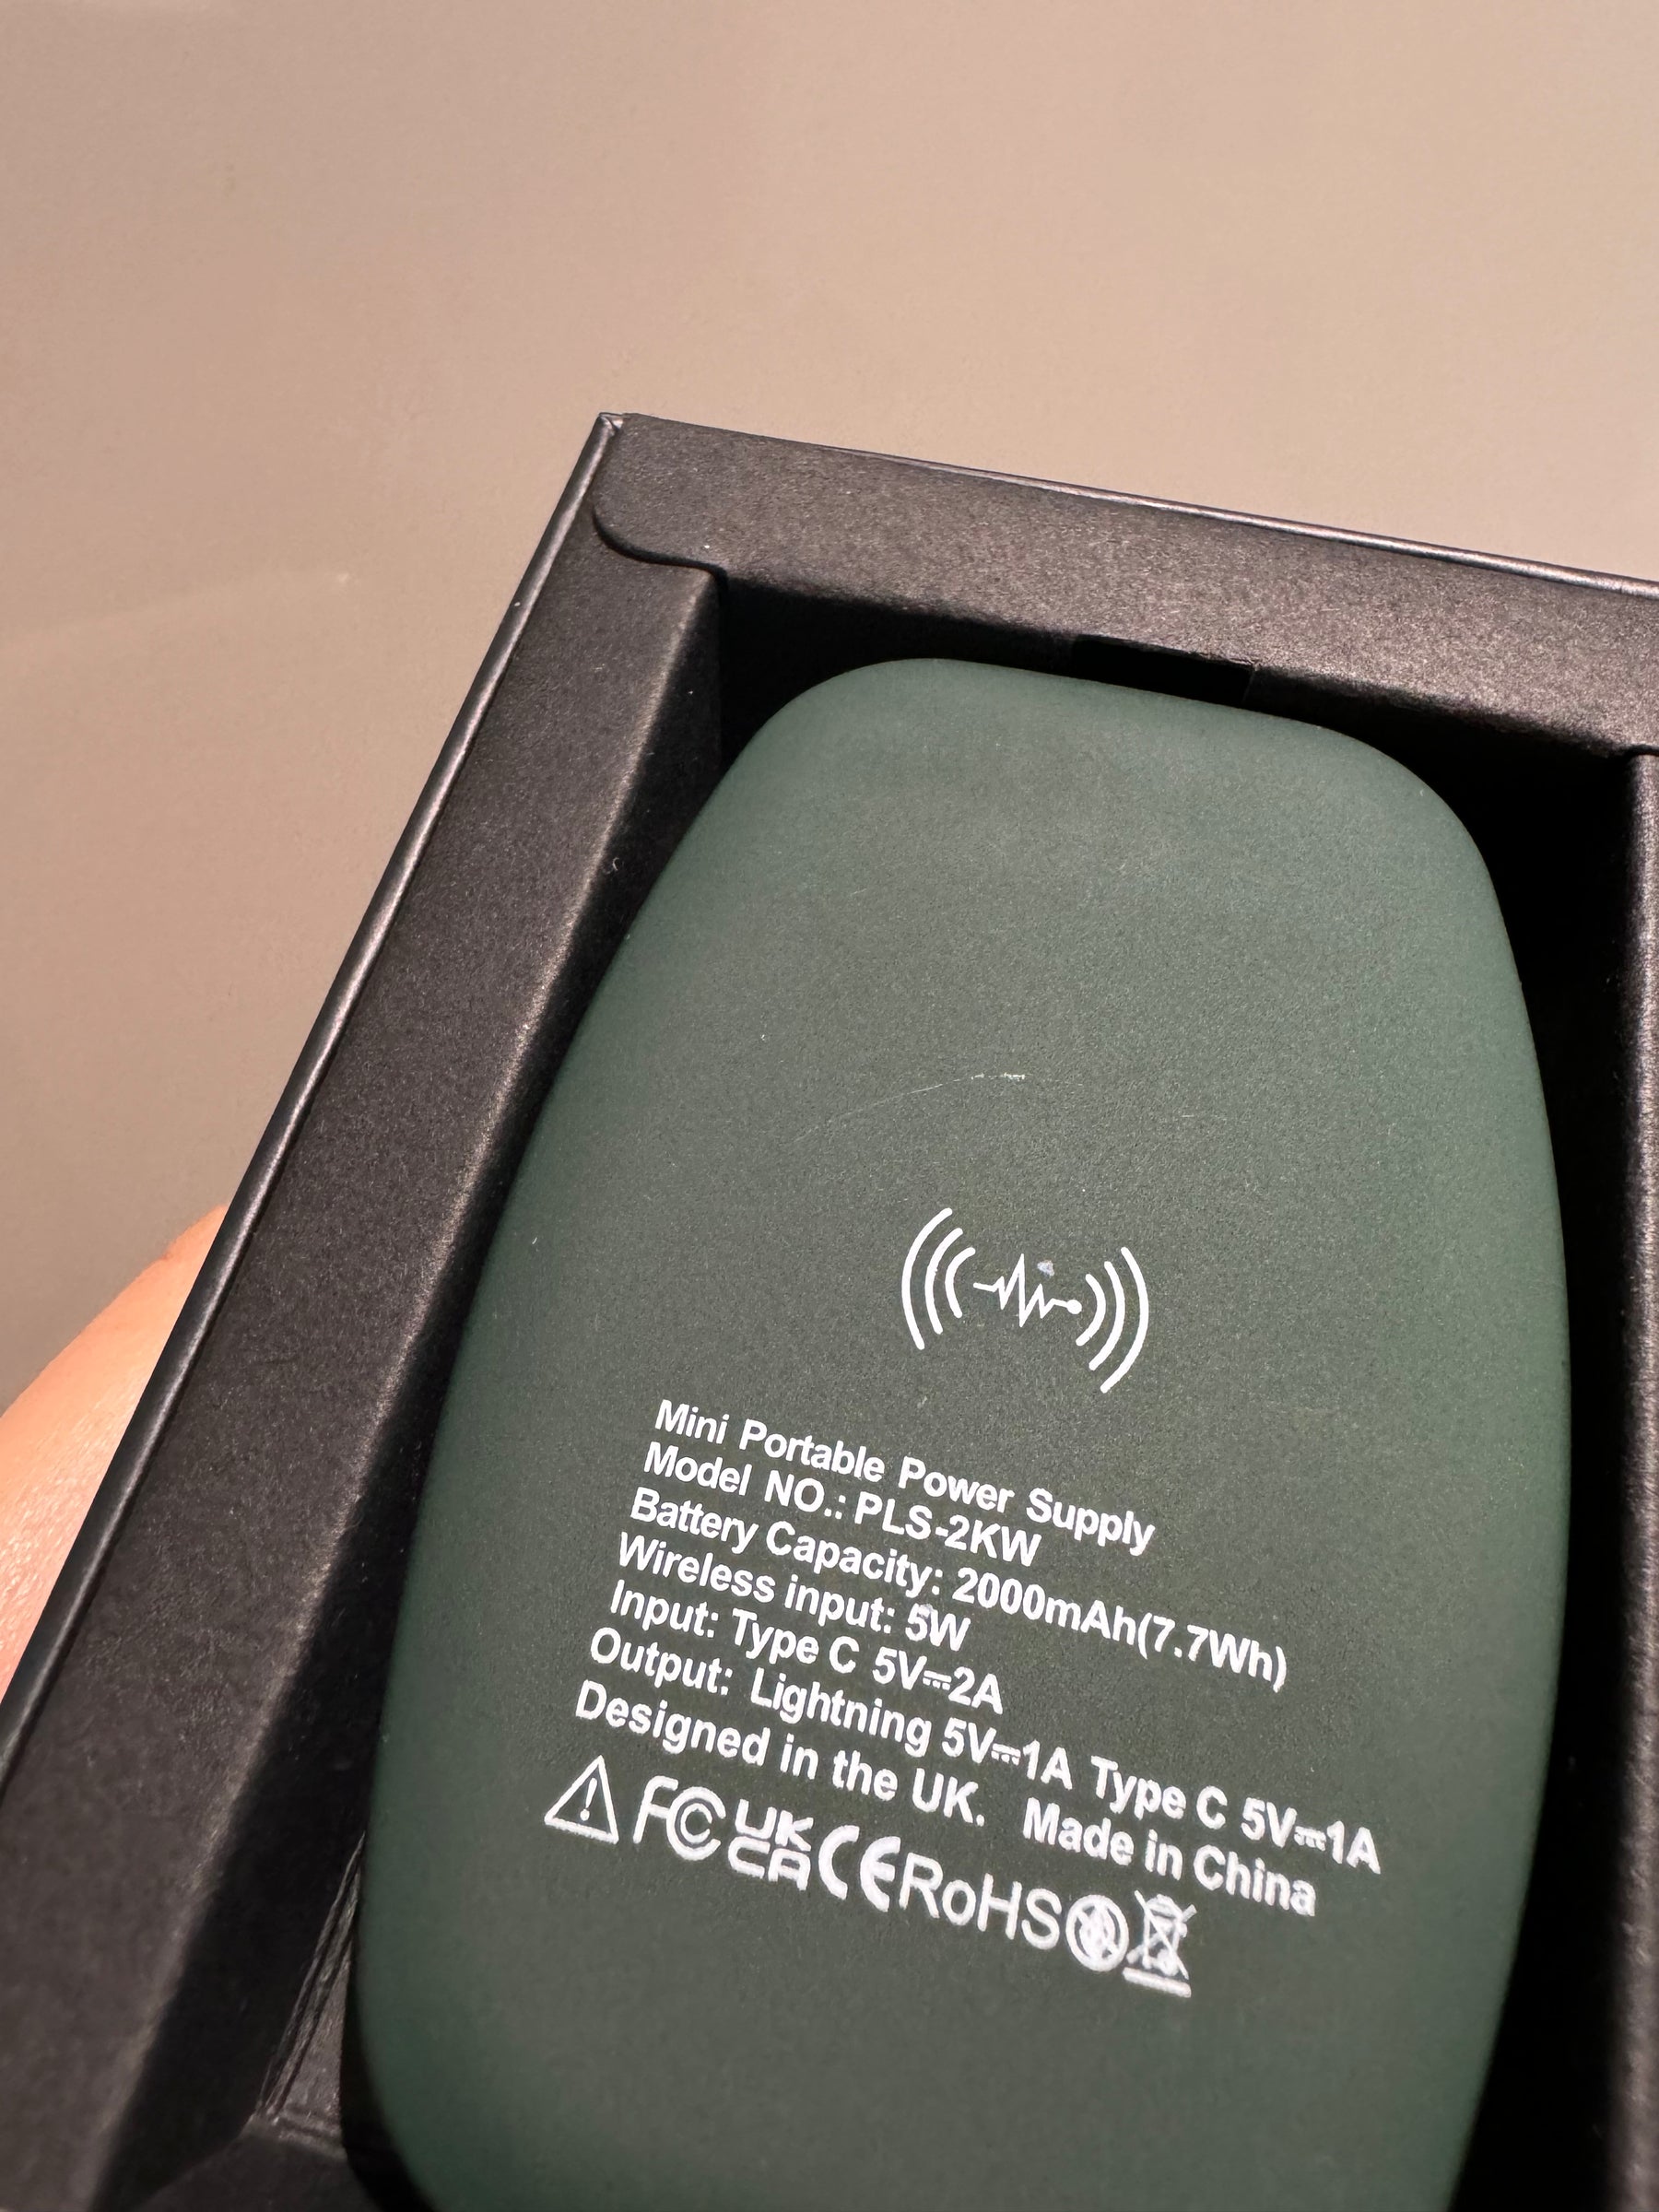 Mini Portable Power Supply
Model NO.: PLS-2KW
Battery Capacity: 2000mAh(7.7Wh)
Wireless input: 5W
Input: Type C 5V⎓2A
Output: Lightning 5V⎓1A Type C 5V⎓1A
Designed in the UK. Made in China
FC UK CA CE RoHS